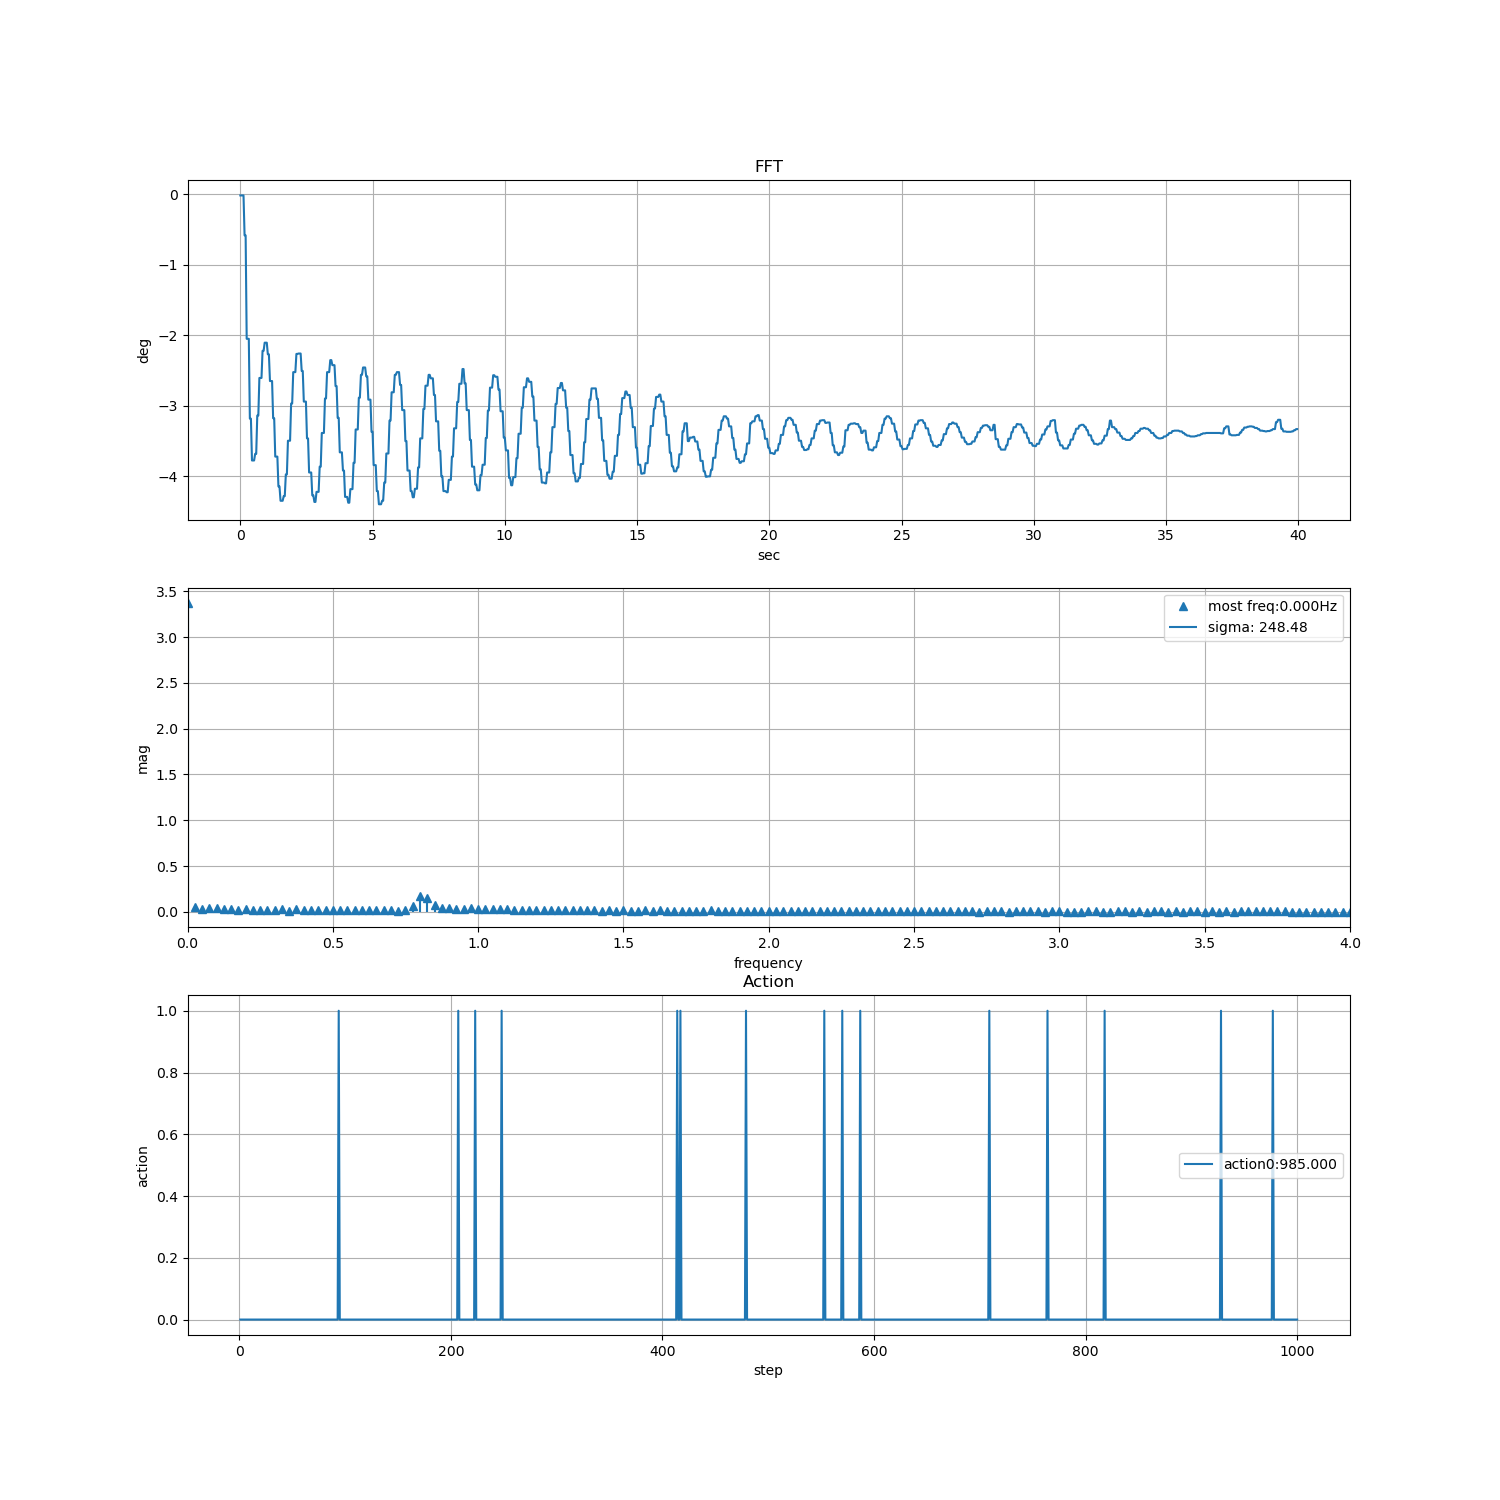 FFT
0
−1
−2
−3
−4
deg
0 5 10 15 20 25 30 35 40
sec
3.5
3.0
2.5
2.0
1.5
1.0
0.5
0.0
mag
most freq:0.000Hz
sigma: 248.48
0.0 0.5 1.0 1.5 2.0 2.5 3.0 3.5 4.0
frequency
Action
1.0
0.8
0.6
0.4
0.2
0.0
action
action0:985.000
0 200 400 600 800 1000
step